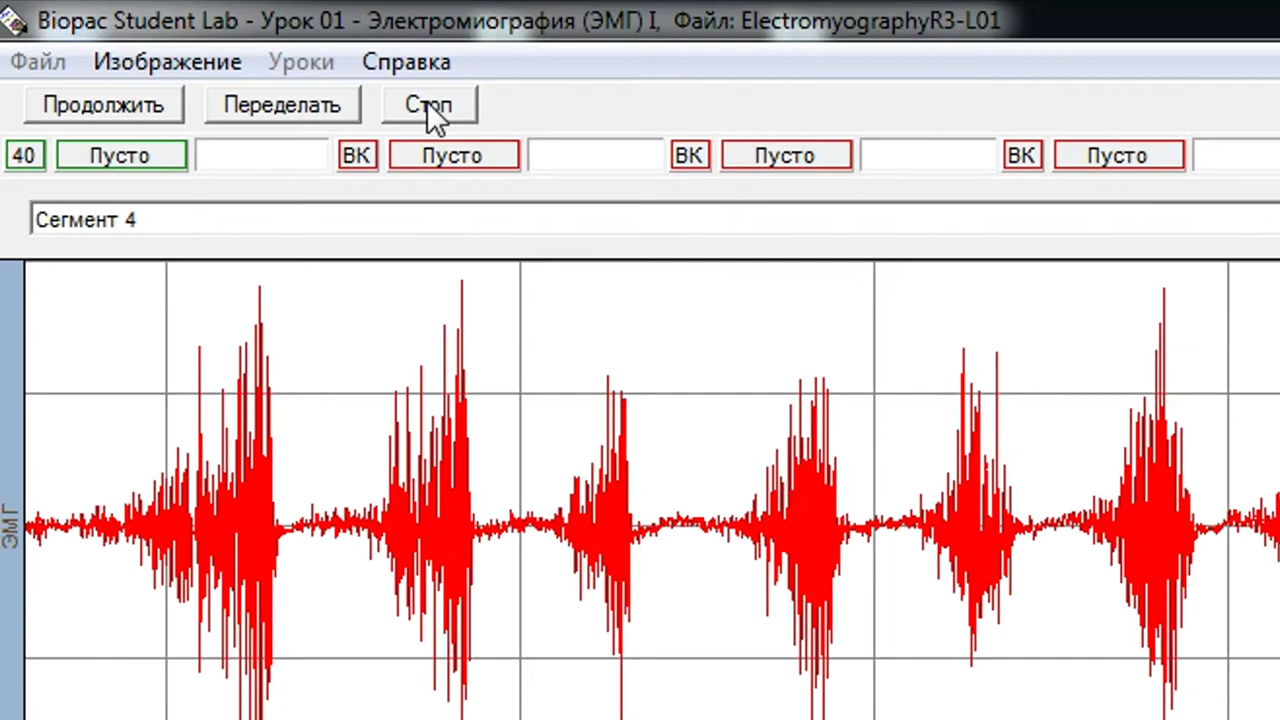 Biopac Student Lab - Урок 01 - Электромиография (ЭМГ) I, Файл: ElectromyographyR3-L01
Файл Изображение Уроки Справка
Продолжить Переделать Стоп
40 Пусто ВК Пусто ВК Пусто ВК Пусто
Сегмент 4
ЭМГ